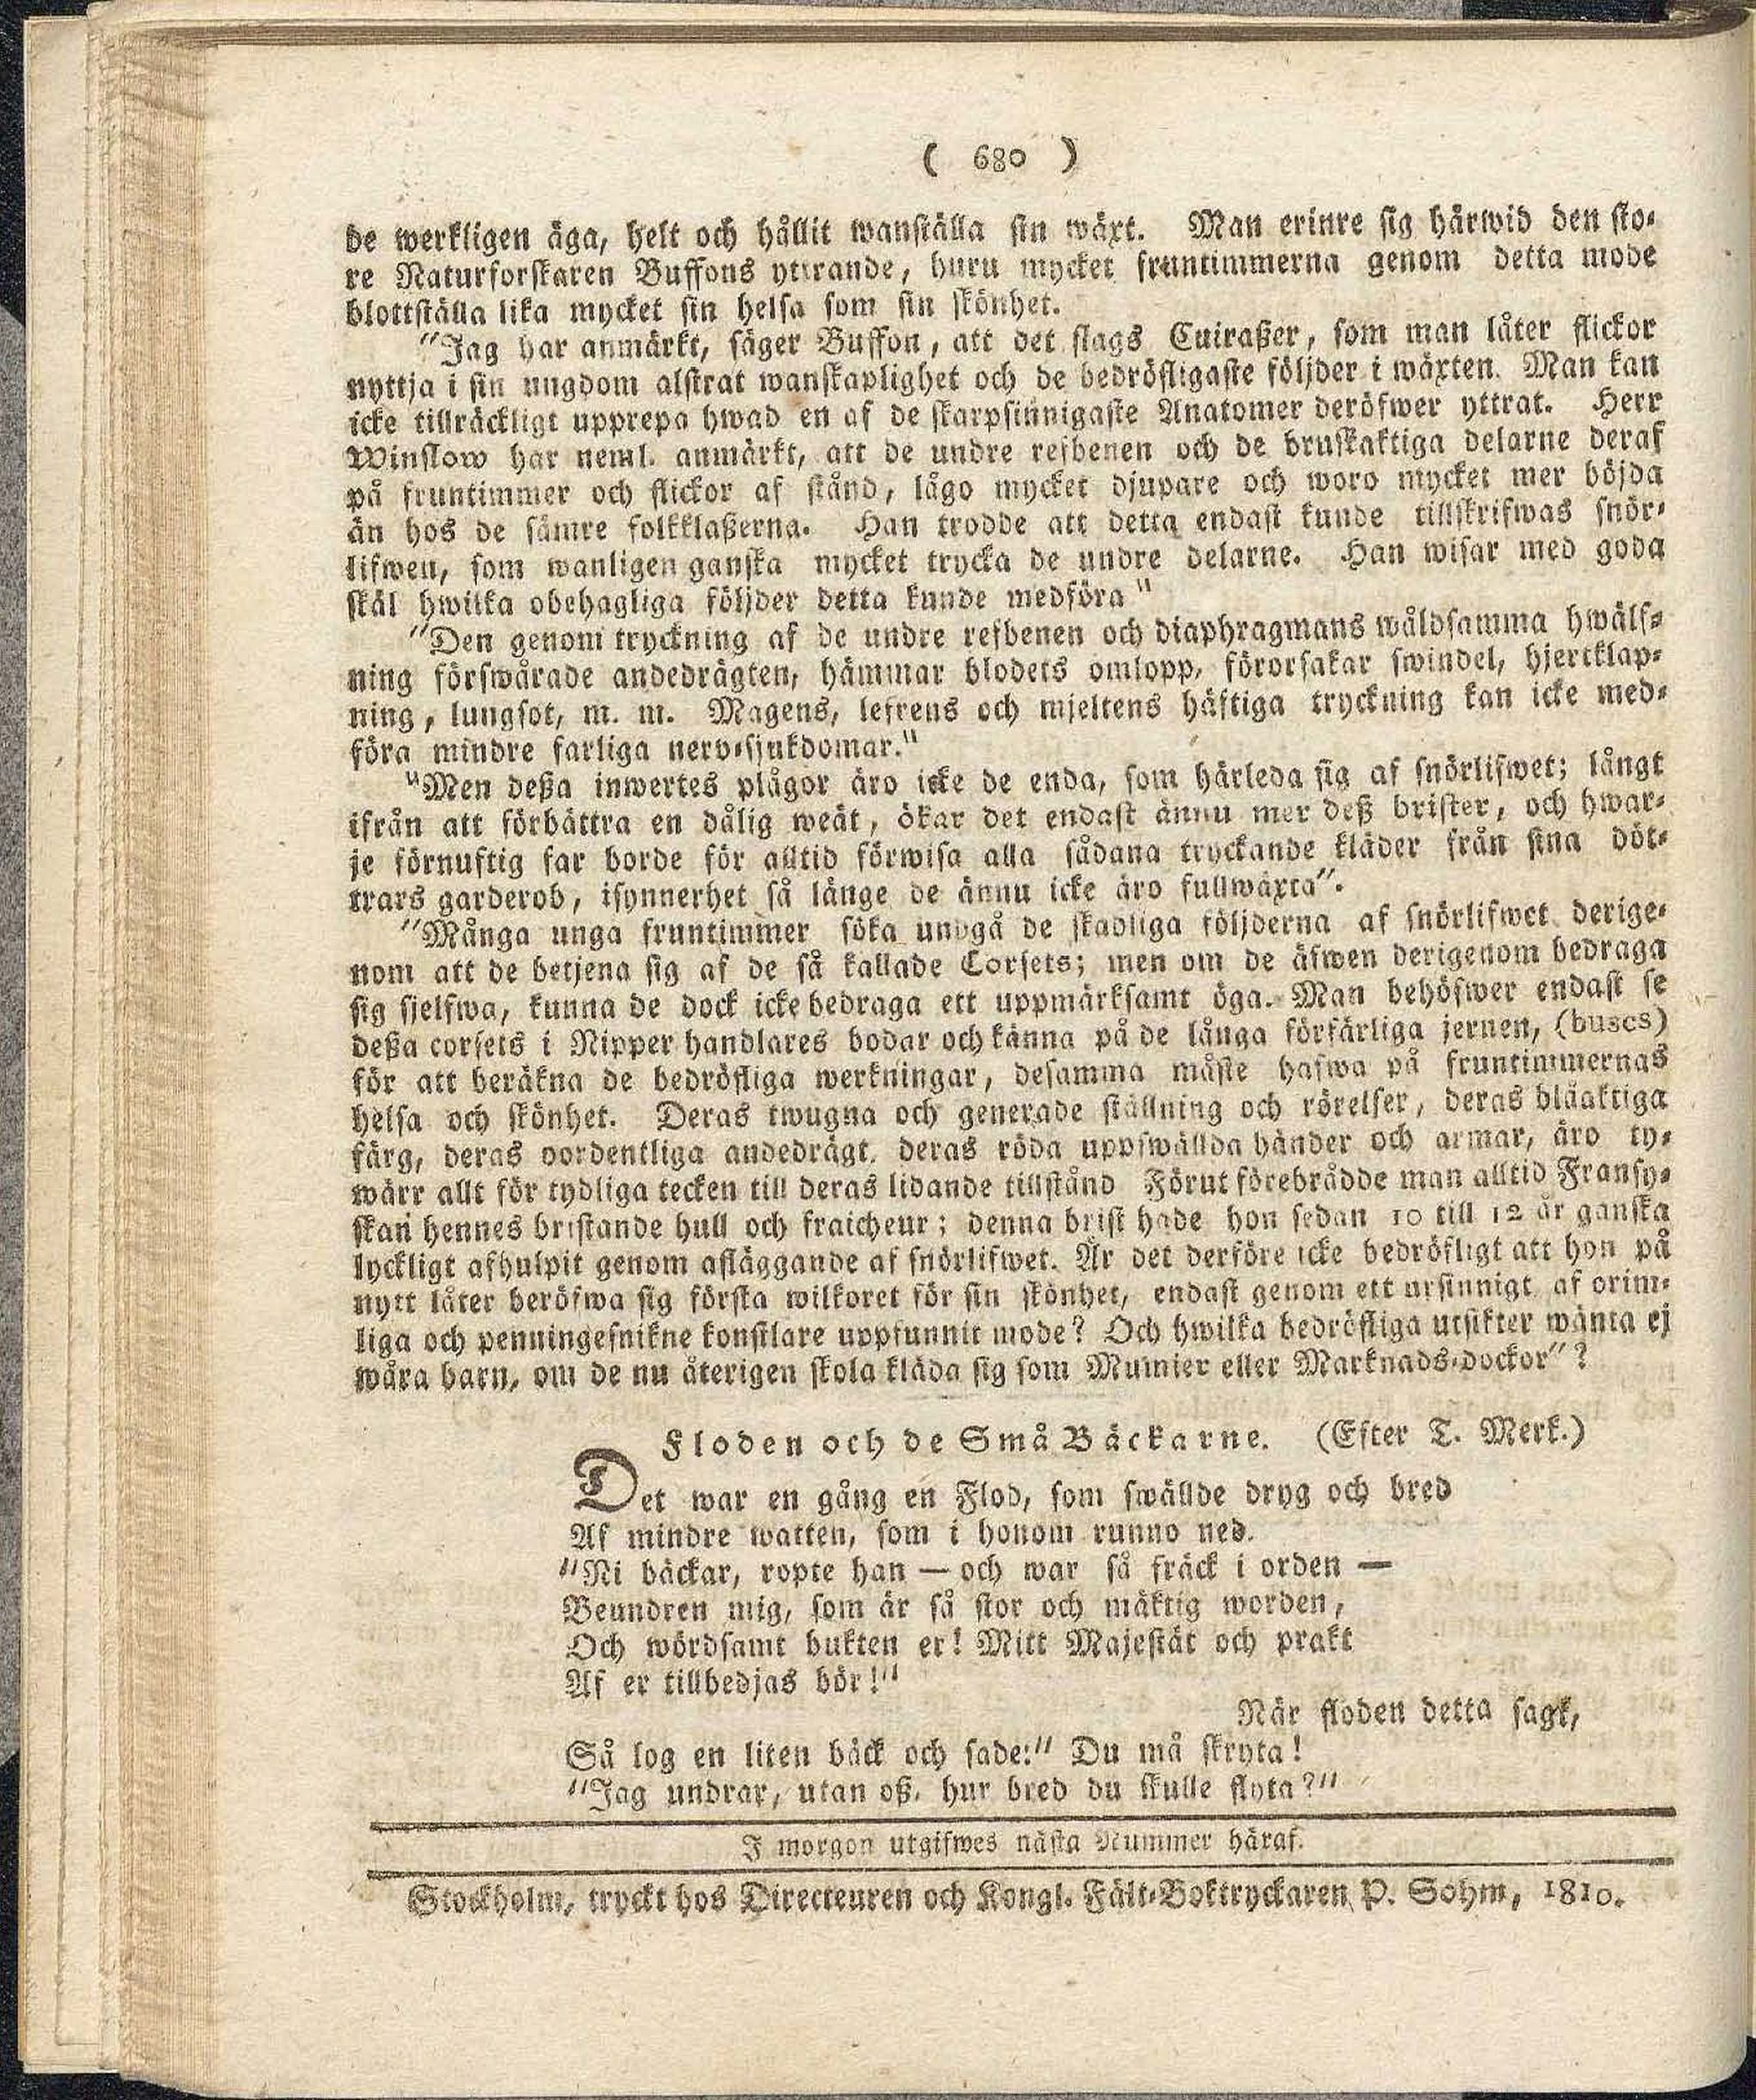 ( 680 )
de werkligen äga, helt och hållit wanställa sin wäxt. Man erinre sig härwid den sto-
re Naturforskaren Buffons yttrande, huru mycket fruntimmerna genom detta mode
blottställa lika mycket sin helsa som sin skönhet.
"Jag har anmärkt, säger Buffon, att det slags Cuiraßer, som man låter flickor
nyttja i sin ungdom alstrat wanskaplighet och de bedröfligaste följder i wäxten. Man kan
icke tillräckligt upprepa hwad en af de skarpsinnigaste Anatomer deröfwer yttrat. Herr
Winslow har neml. anmärkt, att de undre refbenen och de bruskaktiga delarne deraf
på fruntimmer och flickor af stånd, lågo mycket djupare och woro mycket mer böjda
än hos de sämre folkklaßerna. Han trodde att detta endast kunde tillskrifwas snör-
lifwen, som wanligen ganska mycket trycka de undre delarne. Han wisar med goda
skäl hwilka obehagliga följder detta kunde medföra"
"Den genom tryckning af de undre refbenen och diaphragmans wåldsamma hwälf-
ning förswårade andedrägten, hämmar blodets omlopp, förorsakar swindel, hjertklap-
ning, lungsot, m. m. Magens, lefrens och mjeltens häftiga tryckning kan icke med-
föra mindre farliga nerv-sjukdomar."
"Men deßa inwertes plågor äro icke de enda, som härleda sig af snörlifwet; långt
ifrån att förbättra en dålig weät, ökar det endast ännu mer deß brister, och hwar-
je förnuftig far borde för alltid förwisa alla sådana tryckande kläder från sina döt-
trars garderob, isynnerhet så länge de ännu icke äro fullwäxta".
"Många unga fruntimmer söka undgå de skadliga följderna af snörlifwet derige-
nom att de betjena sig af de så kallade Corsets; men om de äfwen derigenom bedraga
sig sjelfwa, kunna de dock icke bedraga ett uppmärksamt öga. Man behöfwer endast se
deßa corsets i Nipper handlares bodar och känna på de långa förfärliga jernen, (buscs)
för att beräkna de bedröfliga werkningar, desamma måste hafwa på fruntimmernas
helsa och skönhet. Deras twugna och generade ställning och rörelser, deras blåaktiga
färg, deras oordentliga andedrägt. deras röda uppswällda händer och armar, äro ty-
wärr allt för tydliga tecken till deras lidande tillstånd Förut förebrådde man alltid Fransy-
skan hennes bristande hull och fraicheur; denna brist hade hon sedan 10 till 12 år ganska
lyckligt afhulpit genom afläggande af snörlifwet. Är det derföre icke bedröfligt att hon på
nytt låter beröfwa sig första wilkoret för sin skönhet, endast genom ett ursinnigt af orim-
liga och penningesnikne konstlare uppfunnit mode? Och hwilka bedröfliga utsikter wänta ej
wåra barn, om de nu återigen skola kläda sig som Mumier eller Marknads-dockor"?
Floden och de Små Bäckarne. (Efter T. Merk.)
Det war en gång en Flod, som swällde dryg och bred
Af mindre watten, som i honom runno ned.
"Ni bäckar, ropte han — och war så fräck i orden —
Beundren mig, som är så stor och mäktig worden,
Och wördsamt bukten er! Mitt Majestät och prakt
Af er tillbedjas bör!"
När floden detta sagt,
Så log en liten bäck och sade:" Du må skryta!
"Jag undrar, utan oß. hur bred du skulle flyta?"
I morgon utgifwes nästa Nummer häraf.
Stockholm, tryckt hos Directeuren och Kongl. Fält-Boktryckaren P. Sohm, 1810.